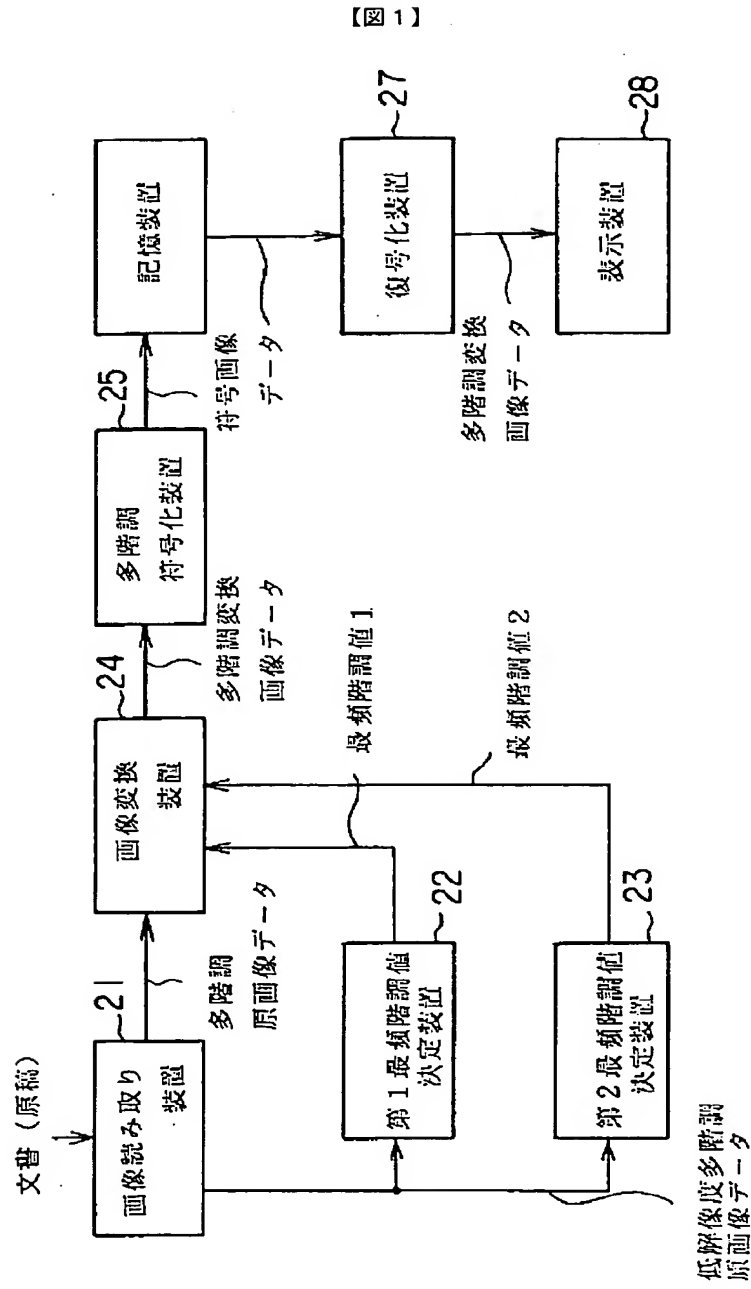 【図1】
文書(原稿)
画像読み取り
装置
21
多階調
原画像データ
画像変換
装置
24
多階調変換
画像データ
多階調
符号化装置
25
符号画像
データ
記憶装置
第1最頻階調値
決定装置
22
最頻階調値1
第2最頻階調値
決定装置
23
最頻階調値2
低解像度多階調
原画像データ
復号化装置
27
多階調変換
画像データ
表示装置
28